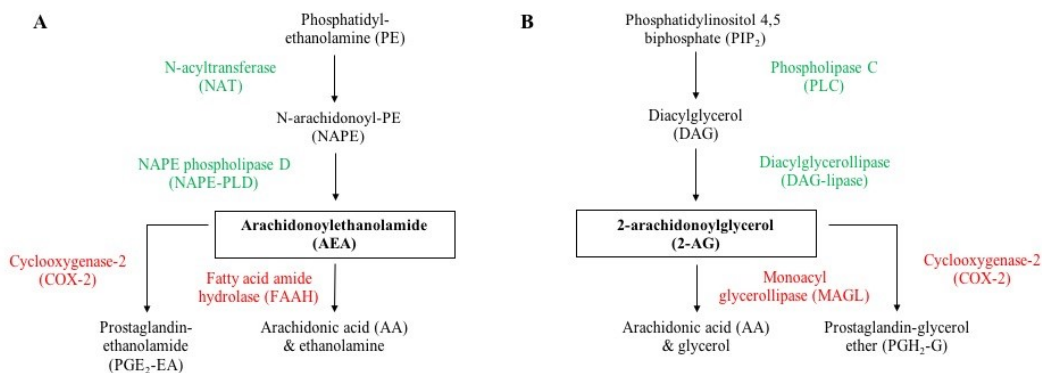 A
Phosphatidyl-
ethanolamine (PE)
N-acyltransferase
(NAT)
N-arachidonoyl-PE
(NAPE)
NAPE phospholipase D
(NAPE-PLD)
Arachidonoylethanolamide
(AEA)
Cyclooxygenase-2
(COX-2)
Fatty acid amide
hydrolase (FAAH)
Prostaglandin-
ethanolamide
(PGE₂-EA)
Arachidonic acid (AA)
& ethanolamine
B
Phosphatidylinositol 4,5
biphosphate (PIP₂)
Phospholipase C
(PLC)
Diacylglycerol
(DAG)
Diacylglycerollipase
(DAG-lipase)
2-arachidonoylglycerol
(2-AG)
Monoacyl
glycerollipase (MAGL)
Cyclooxygenase-2
(COX-2)
Arachidonic acid (AA)
& glycerol
Prostaglandin-glycerol
ether (PGH₂-G)